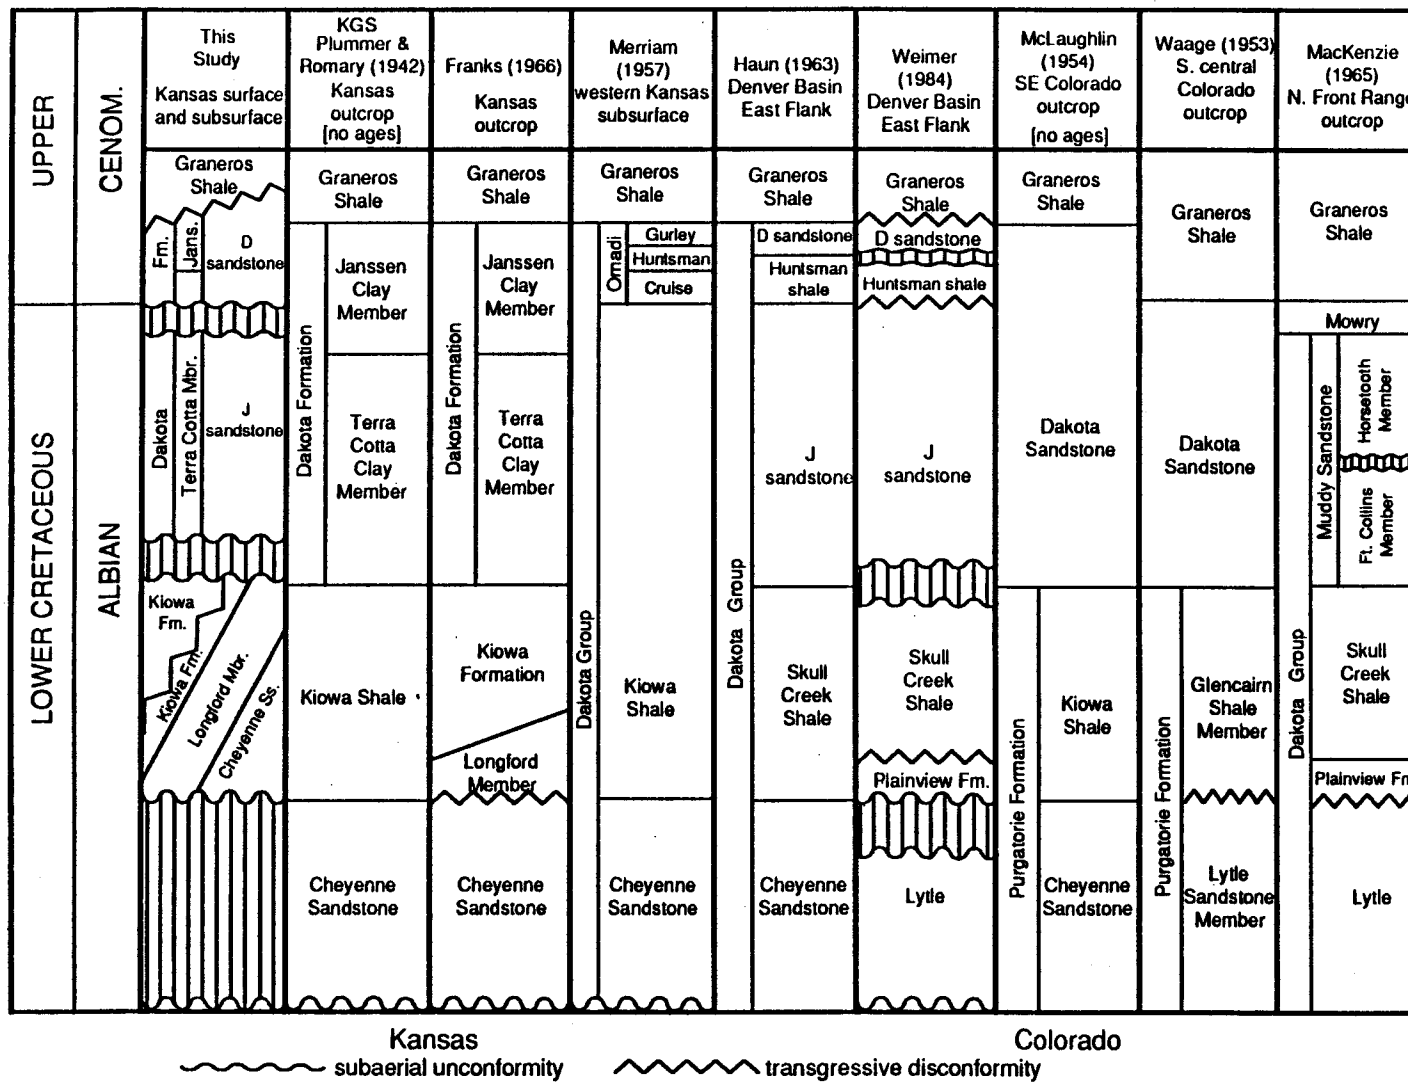 UPPER
CENOM.
LOWER CRETACEOUS
ALBIAN
This
Study
Kansas surface
and subsurface
Graneros
Shale
Fm.
Jans.
D
sandstone
Dakota
Terra Cotta Mbr.
J
sandstone
Kiowa
Fm.
Kiowa Fm.
Longford Mbr.
Cheyenne Ss.
KGS
Plummer &
Romary (1942)
Kansas
outcrop
[no ages]
Graneros
Shale
Dakota Formation
Janssen
Clay
Member
Terra
Cotta
Clay
Member
Kiowa Shale
Cheyenne
Sandstone
Franks (1966)
Kansas
outcrop
Graneros
Shale
Dakota Formation
Janssen
Clay
Member
Terra
Cotta
Clay
Member
Kiowa
Formation
Longford
Member
Cheyenne
Sandstone
Merriam
(1957)
western Kansas
subsurface
Graneros
Shale
Omadi
Gurley
Huntsman
Cruise
Dakota Group
Kiowa
Shale
Cheyenne
Sandstone
Haun (1963)
Denver Basin
East Flank
Graneros
Shale
D sandstone
Huntsman
shale
J
sandstone
Dakota Group
Skull
Creek
Shale
Cheyenne
Sandstone
Weimer
(1984)
Denver Basin
East Flank
Graneros
Shale
D sandstone
Huntsman shale
J
sandstone
Skull
Creek
Shale
Plainview Fm.
Lytle
McLaughlin
(1954)
SE Colorado
outcrop
[no ages]
Graneros
Shale
Dakota
Sandstone
Purgatorie Formation
Kiowa
Shale
Cheyenne
Sandstone
Waage (1953)
S. central
Colorado
outcrop
Graneros
Shale
Dakota
Sandstone
Purgatorie Formation
Glencairn
Shale
Member
Lytle
Sandstone
Member
MacKenzie
(1965)
N. Front Range
outcrop
Graneros
Shale
Mowry
Muddy Sandstone
Horsetooth
Member
Ft. Collins
Member
Dakota Group
Skull
Creek
Shale
Plainview Fm
Lytle
Kansas
Colorado
subaerial unconformity
transgressive disconformity